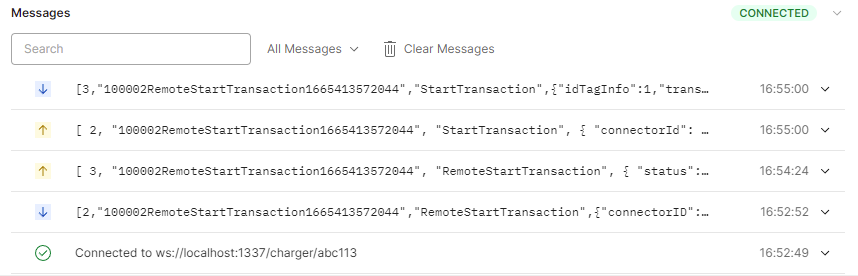 Messages
CONNECTED
Search
All Messages
Clear Messages
[3,"100002RemoteStartTransaction1665413572044","StartTransaction",{"idTagInfo":1,"trans… 16:55:00
[ 2, "100002RemoteStartTransaction1665413572044", "StartTransaction", { "connectorId": … 16:55:00
[ 3, "100002RemoteStartTransaction1665413572044", "RemoteStartTransaction", { "status":… 16:54:24
[2,"100002RemoteStartTransaction1665413572044","RemoteStartTransaction",{"connectorID":… 16:52:52
Connected to ws://localhost:1337/charger/abc113 16:52:49